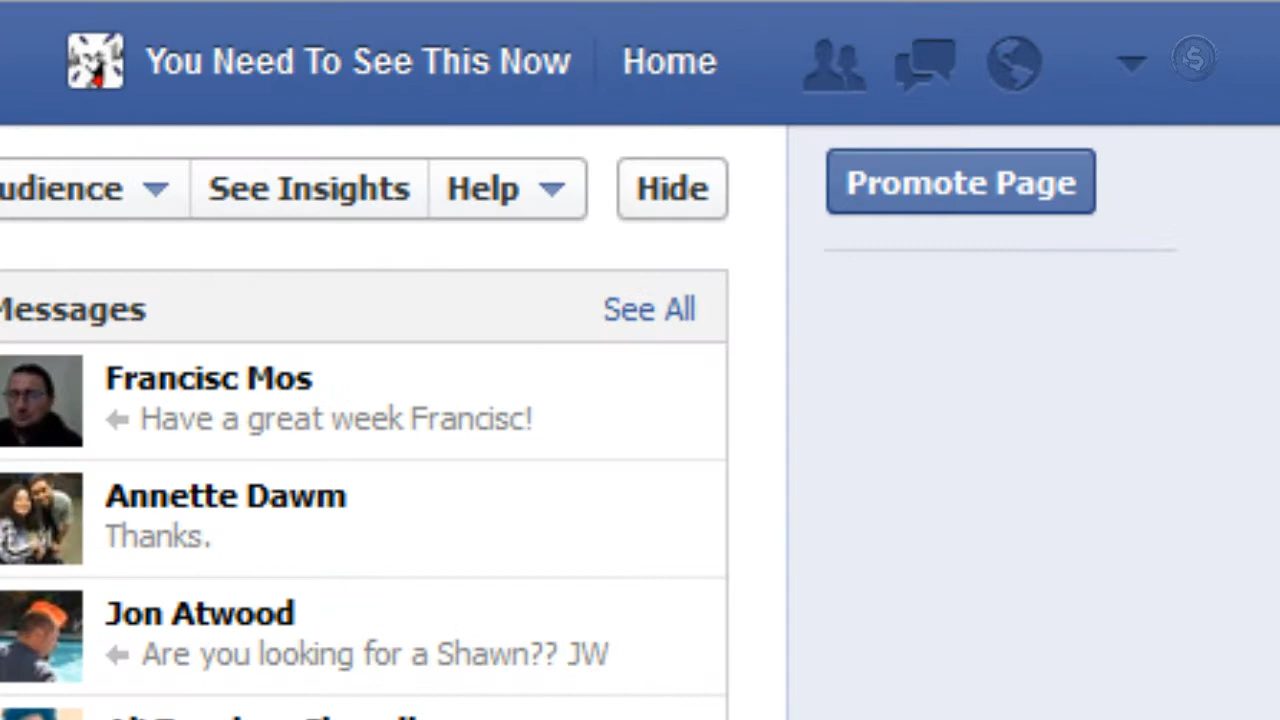 You Need To See This Now Home
udience See Insights Help Hide
Promote Page
Messages See All
Francisc Mos
Have a great week Francisc!
Annette Dawm
Thanks.
Jon Atwood
Are you looking for a Shawn?? JW